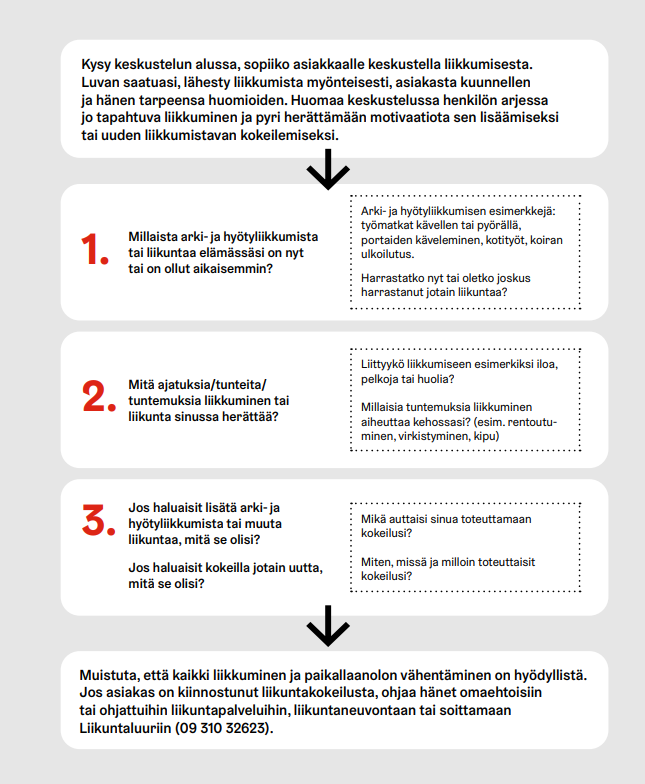 Kysy keskustelun alussa, sopiiko asiakkaalle keskustella liikkumisesta.
Luvan saatuasi, lähesty liikkumista myönteisesti, asiakasta kuunnellen
ja hänen tarpeensa huomioiden. Huomaa keskustelussa henkilön arjessa
jo tapahtuva liikkuminen ja pyri herättämään motivaatiota sen lisäämiseksi
tai uuden liikkumistavan kokeilemiseksi.
1.
Millaista arki- ja hyötyliikkumista
tai liikuntaa elämässäsi on nyt
tai on ollut aikaisemmin?
Arki- ja hyötyliikkumisen esimerkkejä:
työmatkat kävellen tai pyörällä,
portaiden käveleminen, kotityöt, koiran
ulkoilutus.
Harrastatko nyt tai oletko joskus
harrastanut jotain liikuntaa?
2.
Mitä ajatuksia/tunteita/
tuntemuksia liikkuminen tai
liikunta sinussa herättää?
Liittyykö liikkumiseen esimerkiksi iloa,
pelkoja tai huolia?
Millaisia tuntemuksia liikkuminen
aiheuttaa kehossasi? (esim. rentoutu-
minen, virkistyminen, kipu)
3.
Jos haluaisit lisätä arki- ja
hyötyliikkumista tai muuta
liikuntaa, mitä se olisi?
Jos haluaisit kokeilla jotain uutta,
mitä se olisi?
Mikä auttaisi sinua toteuttamaan
kokeilusi?
Miten, missä ja milloin toteuttaisit
kokeilusi?
Muistuta, että kaikki liikkuminen ja paikallaanolon vähentäminen on hyödyllistä.
Jos asiakas on kiinnostunut liikuntakokeilusta, ohjaa hänet omaehtoisiin
tai ohjattuihin liikuntapalveluihin, liikuntaneuvontaan tai soittamaan
Liikuntaluuriin (09 310 32623).